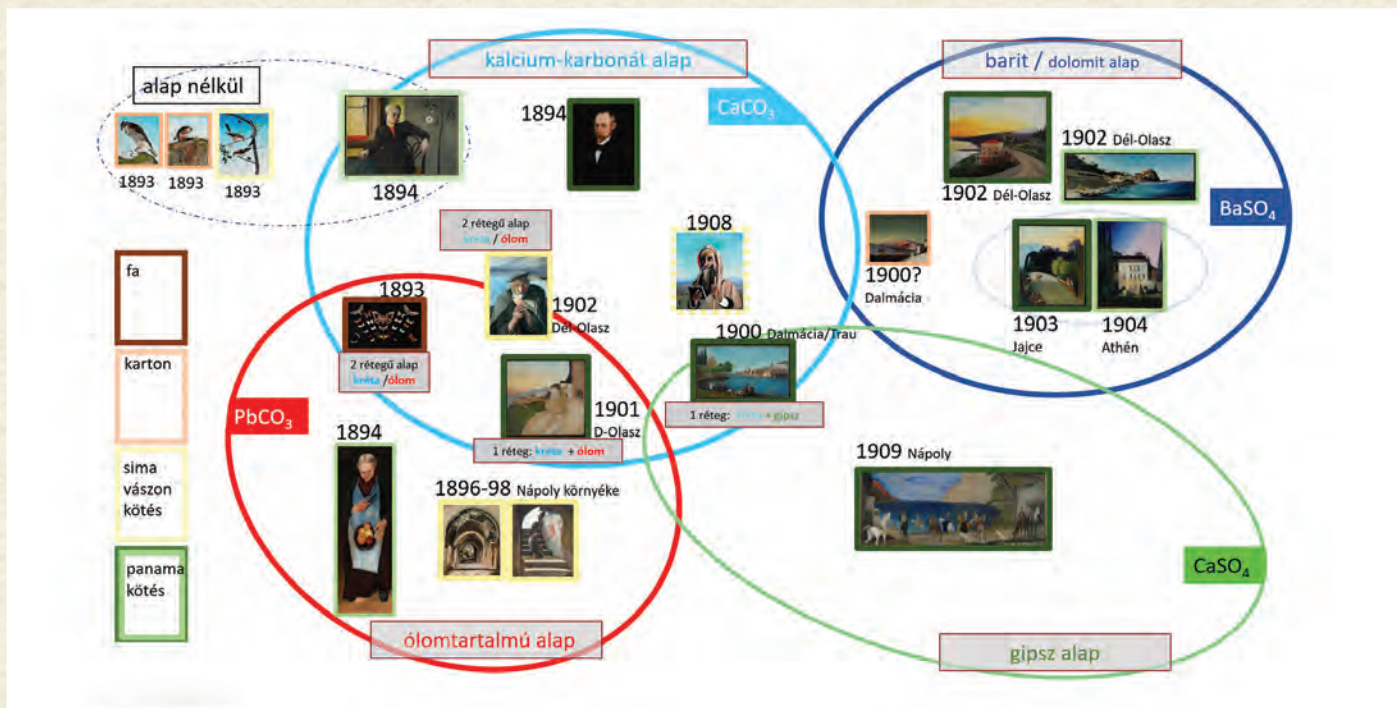 kalcium-karbonát alap
barit / dolomit alap
alap nélkül
CaCO₃
1894
1902 Dél-Olasz
1893
1893
1893
1894
1902 Dél-Olasz
BaSO₄
2 rétegű alap
kréta / ólom
1908
fa
1893
1902
Dél-Olasz
1900?
Dalmácia
1903
Jajce
1904
Athén
1900 Dalmácia/Trau
karton
2 rétegű alap
kréta /ólom
PbCO₃
1901
D-Olasz
1 réteg: kréta + gipsz
1894
1 réteg: kréta + ólom
1909 Nápoly
sima
vászon
kötés
1896-98 Nápoly környéke
panama
kötés
CaSO₄
ólomtartalmú alap
gipsz alap